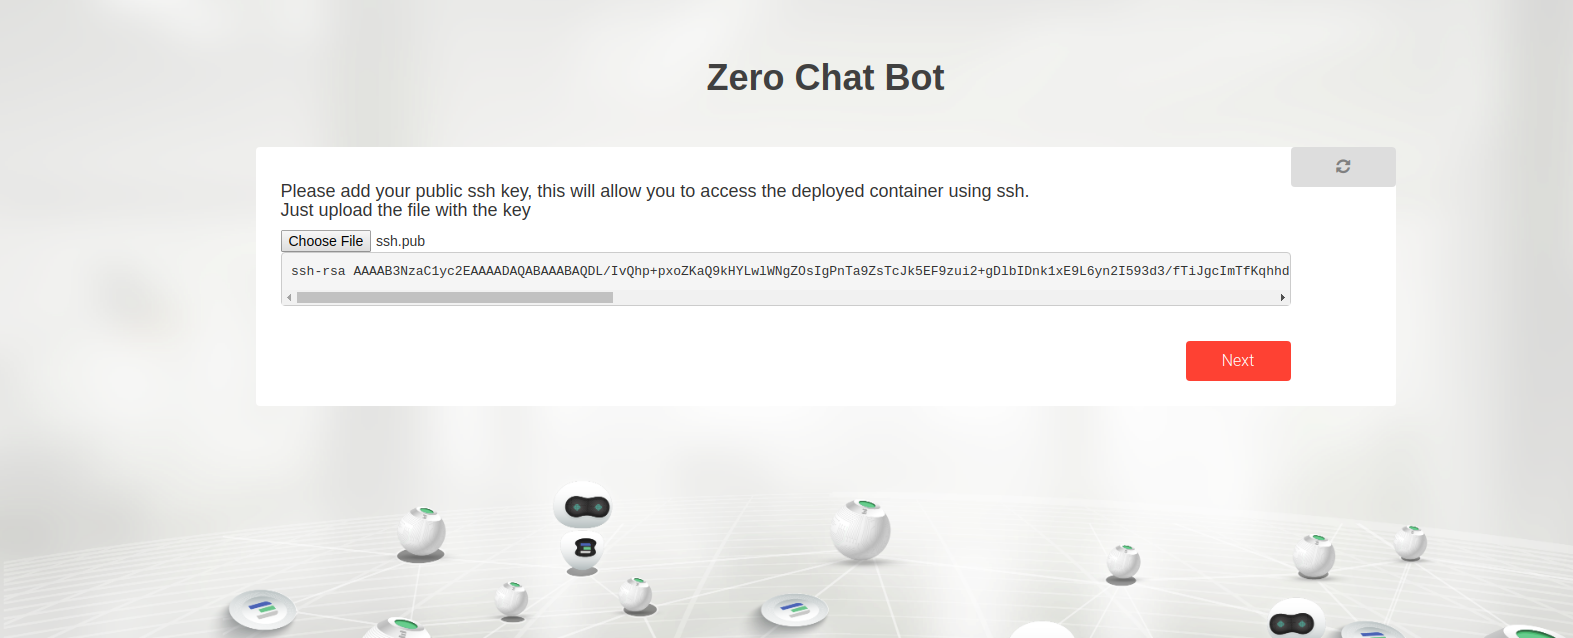 Zero Chat Bot
Please add your public ssh key, this will allow you to access the deployed container using ssh.
Just upload the file with the key
Choose File ssh.pub
ssh-rsa AAAAB3NzaC1yc2EAAAADAQABAAABAQDL/IvQhp+pxoZKaQ9kHYLwlWNgZOsIgPnTa9ZsTcJk5EF9zui2+gDlbIDnk1xE9L6yn2I593d3/fTiJgcImTfKqhhd
Next